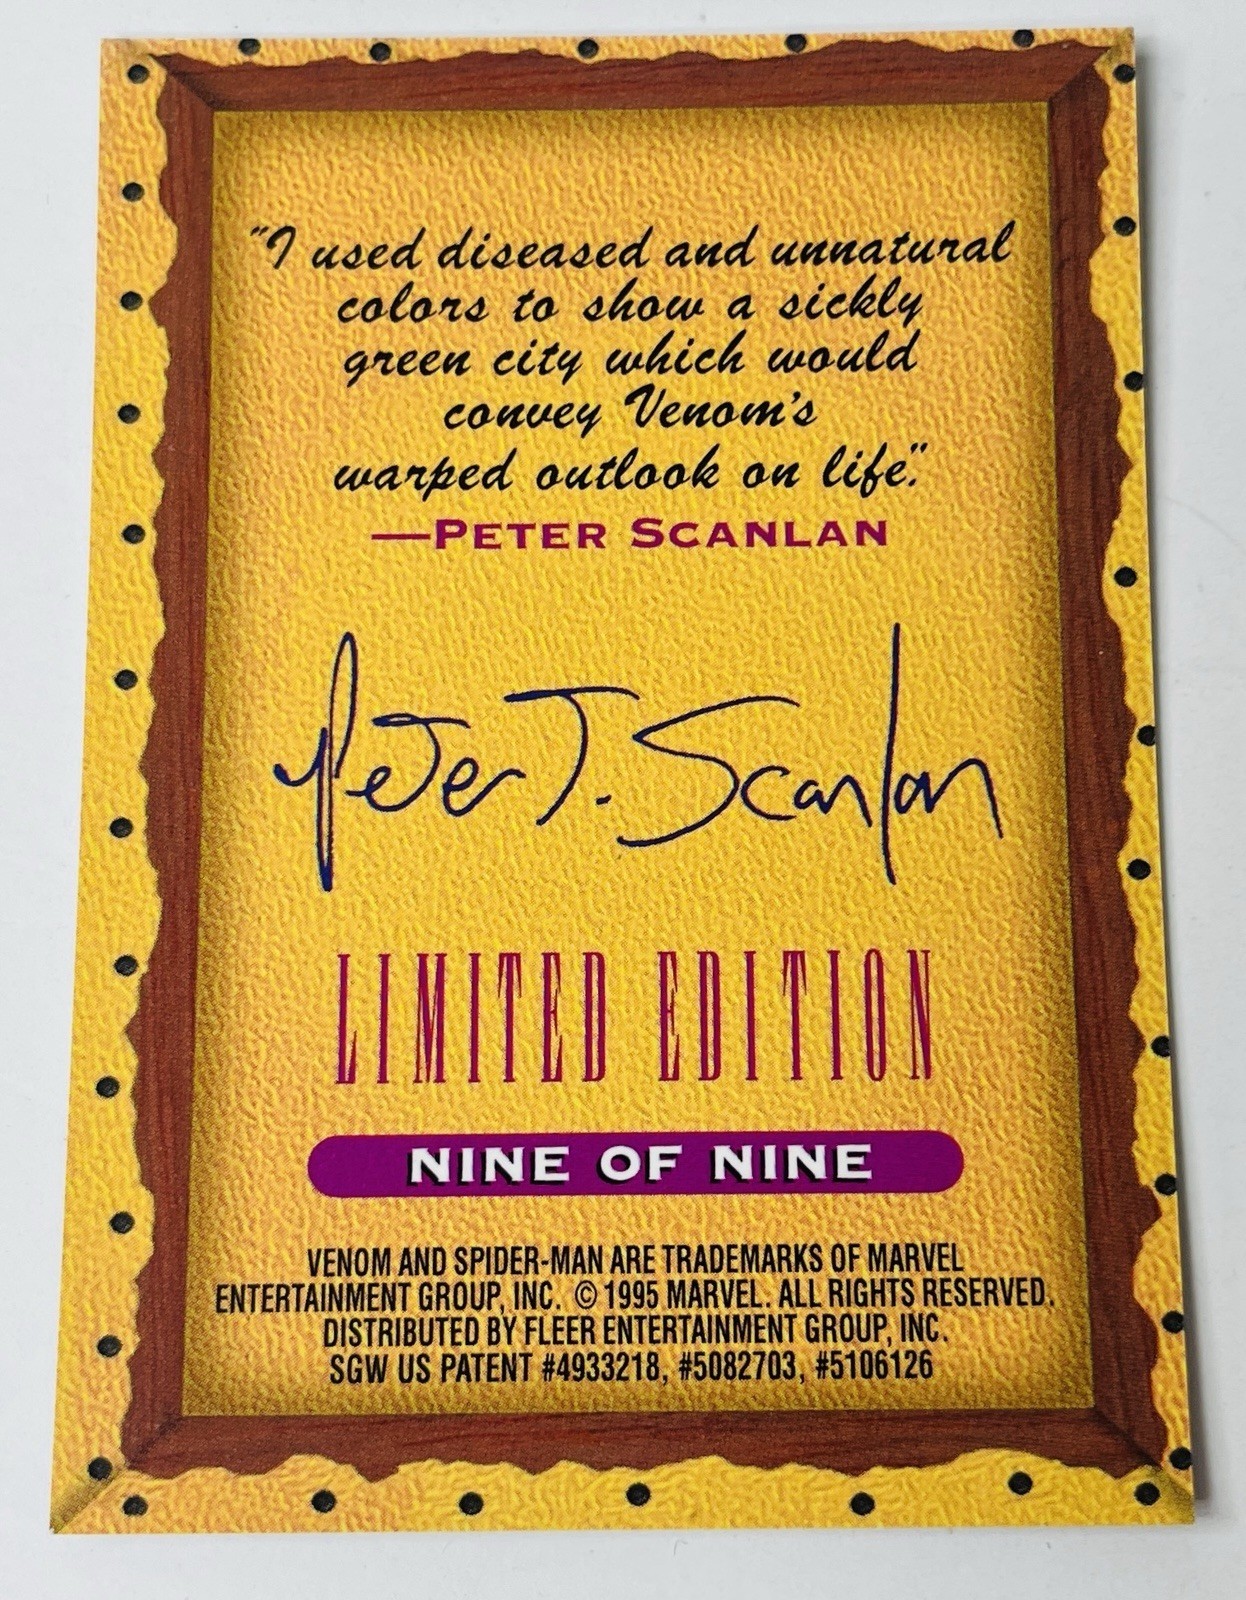 "I used diseased and unnatural
colors to show a sickly
green city which would
convey Venom's
warped outlook on life."
—PETER SCANLAN
Peter T. Scanlan
LIMITED EDITION
NINE OF NINE
VENOM AND SPIDER-MAN ARE TRADEMARKS OF MARVEL
ENTERTAINMENT GROUP, INC. © 1995 MARVEL. ALL RIGHTS RESERVED.
DISTRIBUTED BY FLEER ENTERTAINMENT GROUP, INC.
SGW US PATENT #4933218, #5082703, #5106126